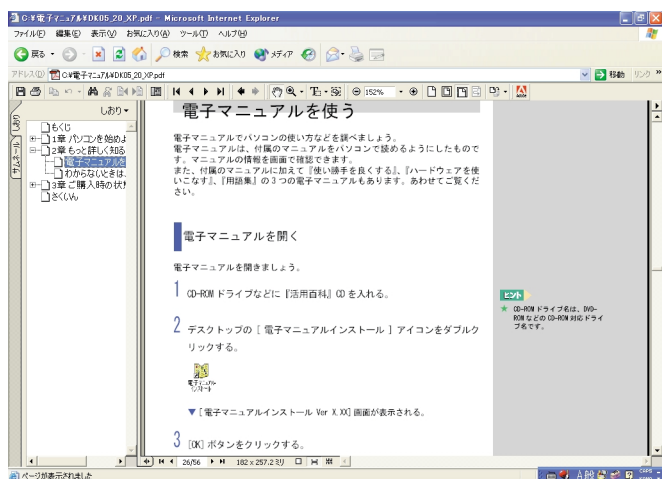 C:¥電子マニュアル¥DK05_20_XP.pdf - Microsoft Internet Explorer
ファイル(F) 編集(E) 表示(V) お気に入り(A) ツール(T) ヘルプ(H)
戻る 検索 お気に入り メディア
アドレス(D) C:¥電子マニュアル¥DK05_20_XP.pdf 移動 リンク »
152%
しおり
しおり
サムネール
もくじ
1章 パソコンを始めよ
2章 もっと詳しく知る
電子マニュアルを
わからないときは
3章 ご購入時の状
さくいん
電子マニュアルを使う
電子マニュアルでパソコンの使い方などを調べましょう。
電子マニュアルは、付属のマニュアルをパソコンで読めるようにしたもので
す。マニュアルの情報を画面で確認できます。
また、付属のマニュアルに加えて『使い勝手を良くする』、『ハードウェアを使
いこなす』、『用語集』の3つの電子マニュアルもあります。あわせてご覧くだ
さい。
電子マニュアルを開く
電子マニュアルを開きましょう。
1 CD-ROM ドライブなどに『活用百科』CD を入れる。
ヒント
★ CD-ROM ドライブ名は、DVD-
ROM などの CD-ROM 対応ドライ
ブ名です。
2 デスクトップの [ 電子マニュアルインストール ] アイコンをダブルク
リックする。
電子マニュアル
インストール
▼ [ 電子マニュアルインストール Ver X.XX] 画面が表示される。
3 [OK] ボタンをクリックする。
26/56 182 x 257.2 ミリ
ページが表示されました
A 般 CAPS